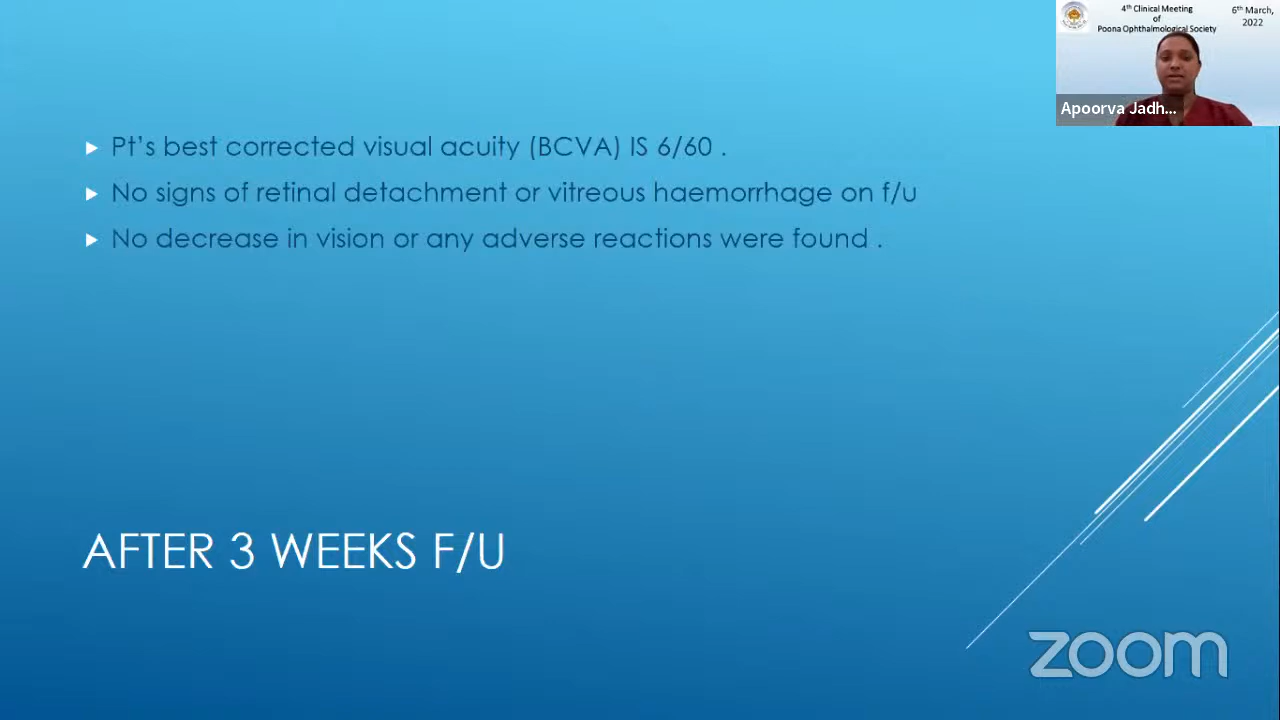 4th Clinical Meeting
of
Poona Ophthalmological Society
6th March,
2022
Apoorva Jadh...
Pt's best corrected visual acuity (BCVA) IS 6/60 .
No signs of retinal detachment or vitreous haemorrhage on f/u
No decrease in vision or any adverse reactions were found .
AFTER 3 WEEKS F/U
zoom